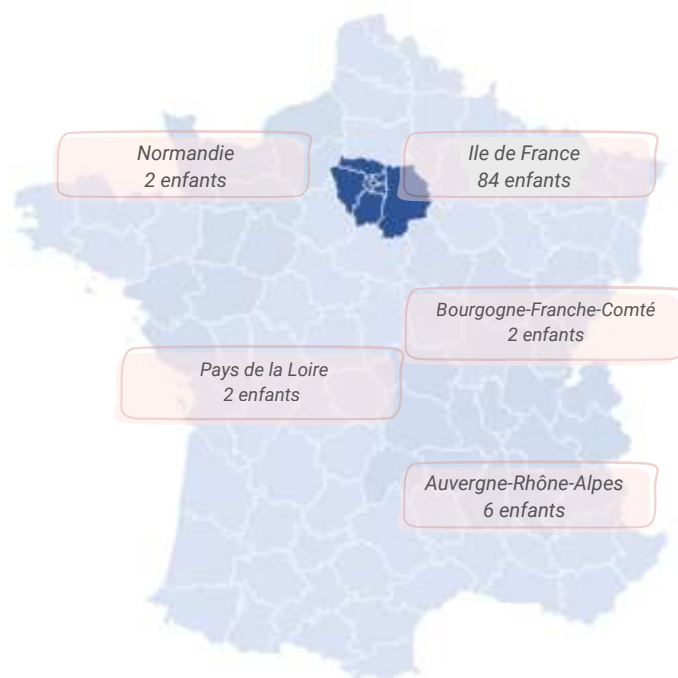 Normandie
2 enfants
Ile de France
84 enfants
Bourgogne-Franche-Comté
2 enfants
Pays de la Loire
2 enfants
Auvergne-Rhône-Alpes
6 enfants